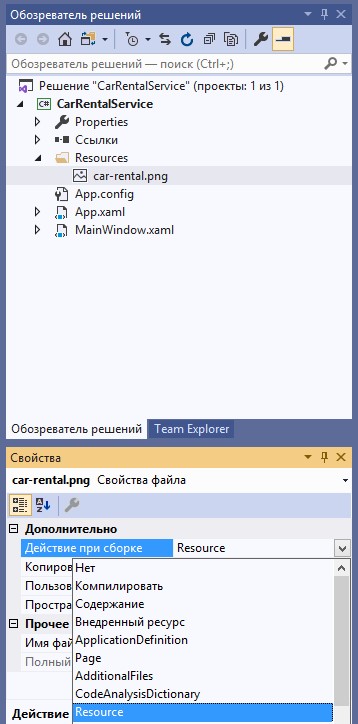 Обозреватель решений
Обозреватель решений — поиск (Ctrl+;)
Решение "CarRentalService" (проекты: 1 из 1)
C# CarRentalService
Properties
Ссылки
Resources
car-rental.png
App.config
App.xaml
MainWindow.xaml
Обозреватель решений Team Explorer
Свойства
car-rental.png Свойства файла
Дополнительно
Действие при сборке Resource
Копиров
Нет
Компилировать
Пользов
Содержание
Простра
Внедренный ресурс
Прочее
ApplicationDefinition
Имя фай
Page
Полный
AdditionalFiles
CodeAnalysisDictionary
Действие
Resource